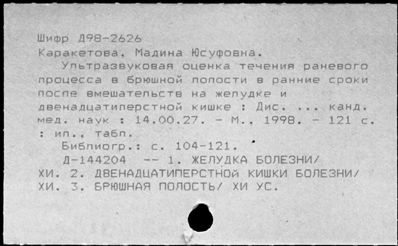 Шифр Д98-2626
Каракетова, Мадина Юсуфовна.
Ультразвуковая оценка течения раневого
процесса в брюшной полости в ранние сроки
после вмешательств на желудке и
двенадцатиперстной кишке : Дис. ... канд.
мед. наук : 14.00.27. - М., 1998. - 121 с.
: ил., табл.
Библиогр.: с. 104-121.
Д-144204 -- 1. ЖЕЛУДКА БОЛЕЗНИ/
ХИ. 2. ДВЕНАДЦАТИПЕРСТНОЙ КИШКИ БОЛЕЗНИ/
ХИ. 3. БРЮШНАЯ ПОЛОСТЬ/ ХИ УС.